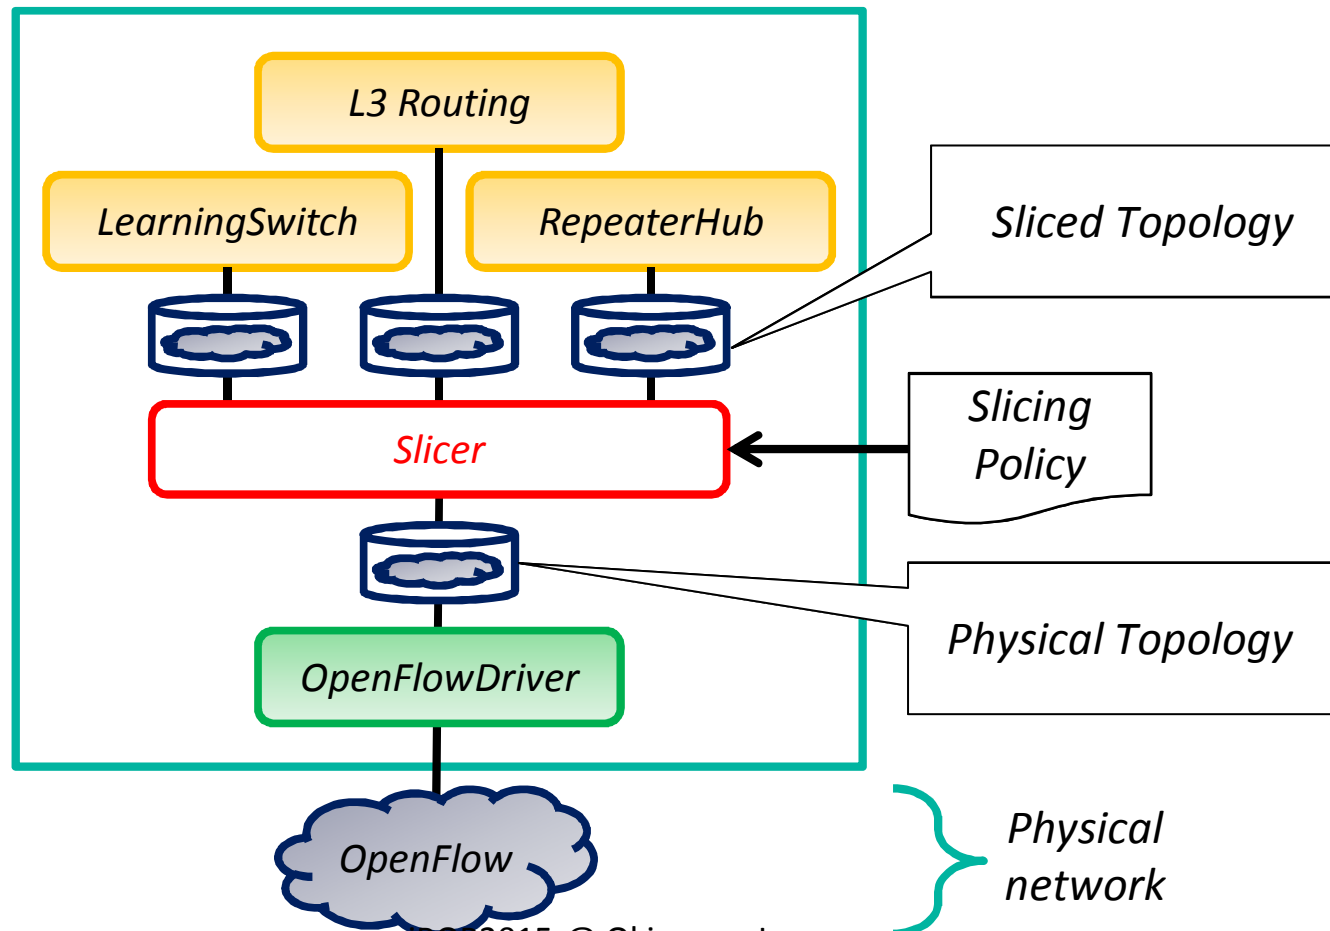 L3 Routing
LearningSwitch
RepeaterHub
Sliced Topology
Slicing
Policy
Slicer
Physical Topology
OpenFlowDriver
OpenFlow
Physical
network